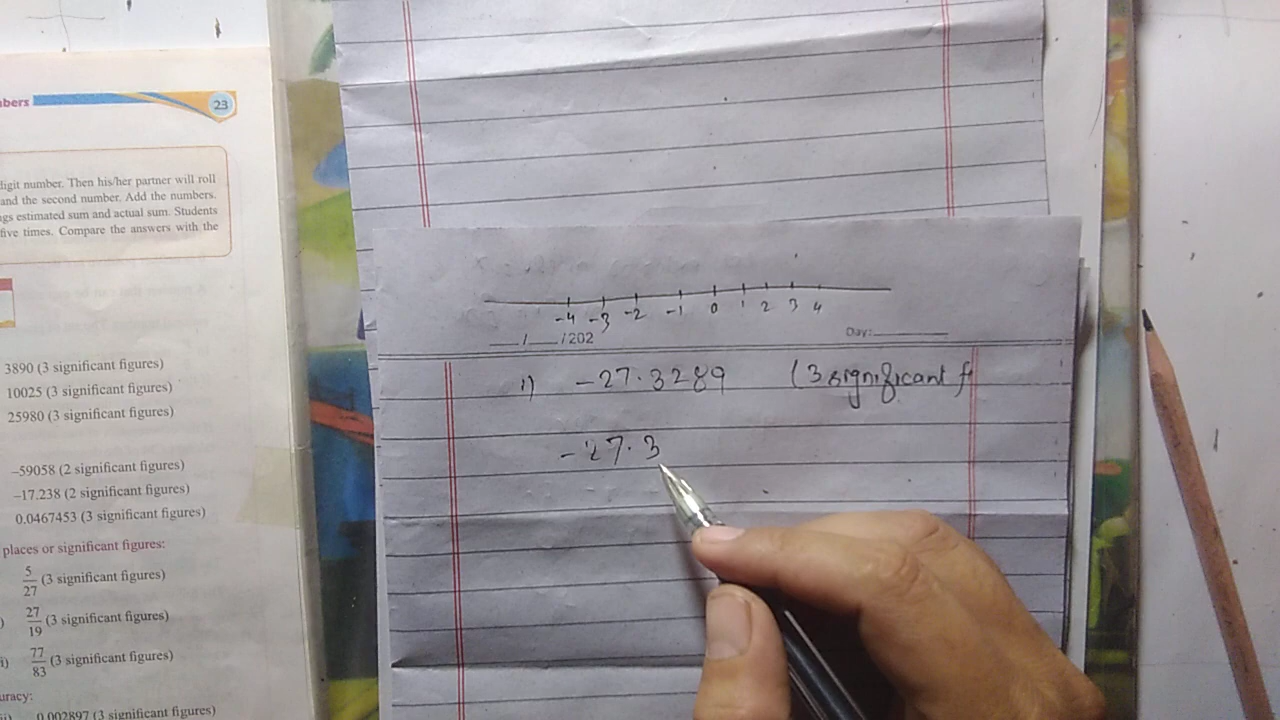 bers 23
digit number. Then his/her partner will roll
and the second number. Add the numbers.
gs estimated sum and actual sum. Students
five times. Compare the answers with the
3890 (3 significant figures)
10025 (3 significant figures)
25980 (3 significant figures)
–59058 (2 significant figures)
–17.238 (2 significant figures)
0.0467453 (3 significant figures)
places or significant figures:
5/27 (3 significant figures)
) 27/19 (3 significant figures)
i) 77/83 (3 significant figures)
uracy:
0.002897 (3 significant figures)
-4 -3 -2 -1 0 1 2 3 4
___/___/202 Day:
i) -27.3289 (3 significant f
-27.3